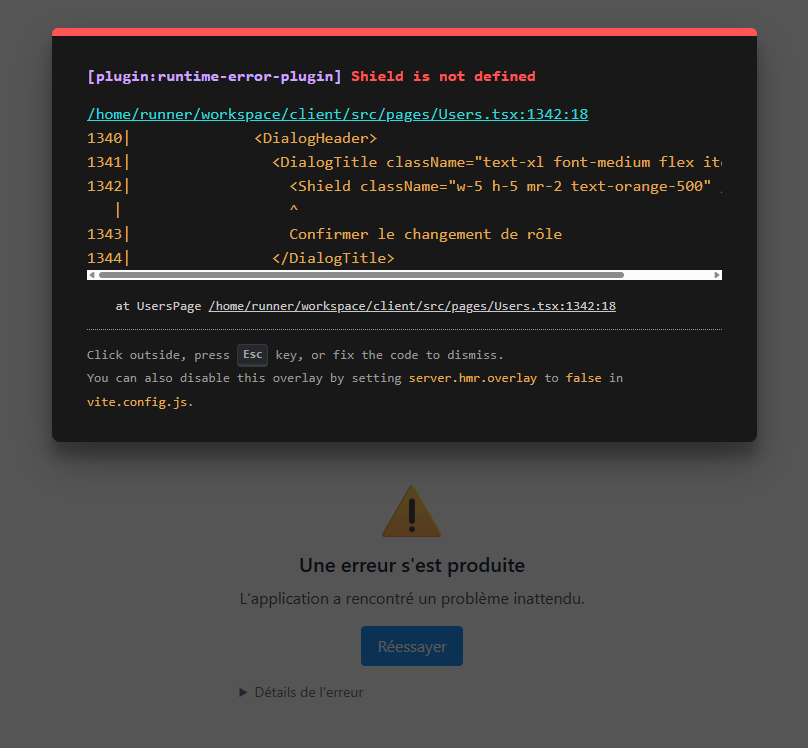 [plugin:runtime-error-plugin] Shield is not defined
/home/runner/workspace/client/src/pages/Users.tsx:1342:18
1340|              <DialogHeader>
1341|                <DialogTitle className="text-xl font-medium flex
1342|                  <Shield className="w-5 h-5 mr-2 text-orange-500"
    |                  ^
1343|                  Confirmer le changement de rôle
1344|                </DialogTitle>
at UsersPage /home/runner/workspace/client/src/pages/Users.tsx:1342:18
Click outside, press Esc key, or fix the code to dismiss.
You can also disable this overlay by setting server.hmr.overlay to false in
vite.config.js.
Une erreur s'est produite
L'application a rencontré un problème inattendu.
Réessayer
Détails de l'erreur